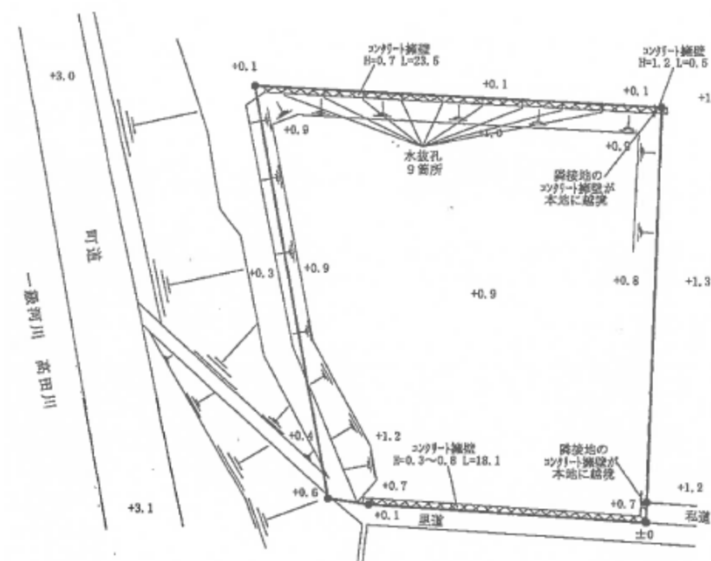 コンクリート擁壁
H=0.7 L=23.5
コンクリート擁壁
H=1.2 L=0.5
+3.0
+0.1
+0.1
+0.1
+1
+0.9
水抜孔
9箇所
隣接地の
コンクリート擁壁が
本地に越境
町道
+0.3
+0.9
+0.9
+0.8
+1.3
一級河川 高田川
+0.4
+1.2
コンクリート擁壁
H=0.3~0.6 L=18.1
隣接地の
コンクリート擁壁が
本地に越境
+1.2
+0.6
+0.7
+0.7
+3.1
+0.1
私道
±0